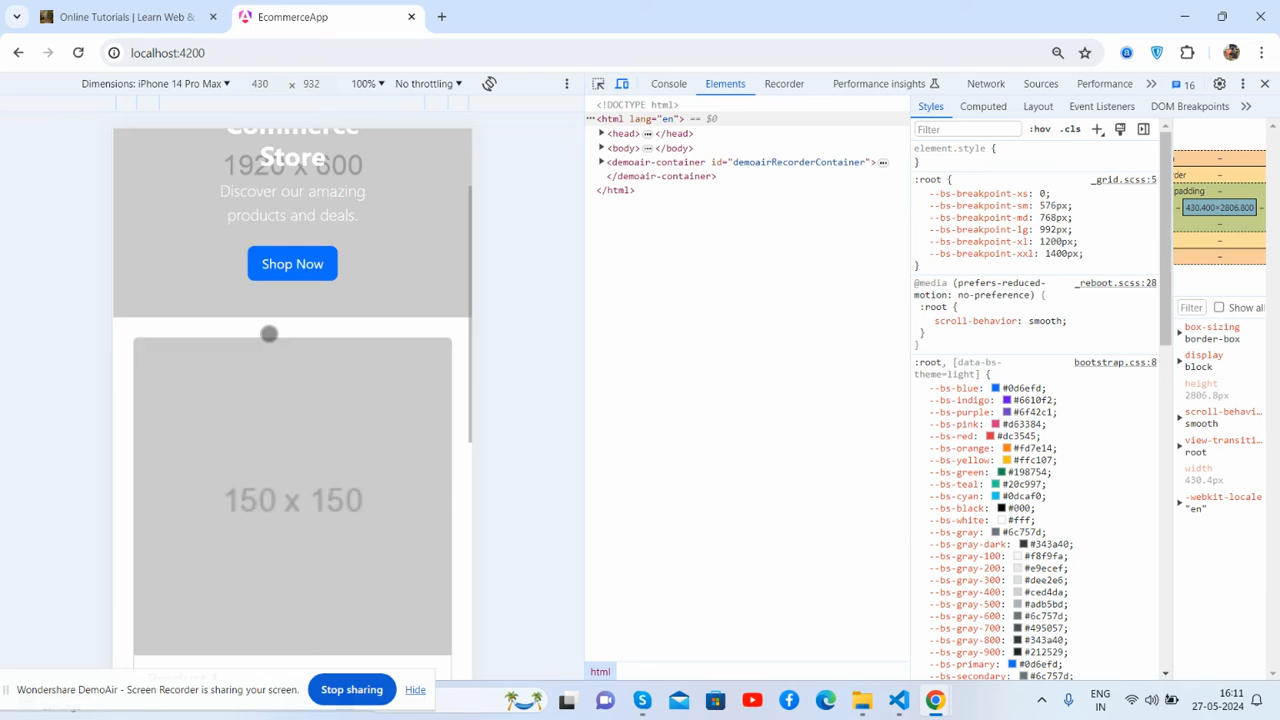 Online Tutorials | Learn Web &
EcommerceApp
localhost:4200
Dimensions: iPhone 14 Pro Max 430 × 932 100% No throttling
Console Elements Recorder Performance insights Network Sources Performance 16
Commerce
Store
1920 x 600
Discover our amazing
products and deals.
Shop Now
150 x 150
<!DOCTYPE html>
<html lang="en"> == $0
<head> </head>
<body> </body>
<demoair-container id="demoairRecorderContainer">
</demoair-container>
</html>
html
Styles Computed Layout Event Listeners DOM Breakpoints
Filter :hov .cls
element.style {
}
:root { _grid.scss:5
--bs-breakpoint-xs: 0;
--bs-breakpoint-sm: 576px;
--bs-breakpoint-md: 768px;
--bs-breakpoint-lg: 992px;
--bs-breakpoint-xl: 1200px;
--bs-breakpoint-xxl: 1400px;
}
@media (prefers-reduced- _reboot.scss:28
motion: no-preference) {
:root {
scroll-behavior: smooth;
}
}
:root, [data-bs- bootstrap.css:8
theme=light] {
--bs-blue: #0d6efd;
--bs-indigo: #6610f2;
--bs-purple: #6f42c1;
--bs-pink: #d63384;
--bs-red: #dc3545;
--bs-orange: #fd7e14;
--bs-yellow: #ffc107;
--bs-green: #198754;
--bs-teal: #20c997;
--bs-cyan: #0dcaf0;
--bs-black: #000;
--bs-white: #fff;
--bs-gray: #6c757d;
--bs-gray-dark: #343a40;
--bs-gray-100: #f8f9fa;
--bs-gray-200: #e9ecef;
--bs-gray-300: #dee2e6;
--bs-gray-400: #ced4da;
--bs-gray-500: #adb5bd;
--bs-gray-600: #6c757d;
--bs-gray-700: #495057;
--bs-gray-800: #343a40;
--bs-gray-900: #212529;
--bs-primary: #0d6efd;
--bs-secondary: #6c757d;
rder
padding
430.400×2806.800
Filter Show all
box-sizing
border-box
display
block
height
2806.8px
scroll-behavi…
smooth
view-transiti…
root
width
430.4px
-webkit-locale
"en"
Wondershare DemoAir - Screen Recorder is sharing your screen. Stop sharing Hide
ENG
IN
16:11
27-05-2024